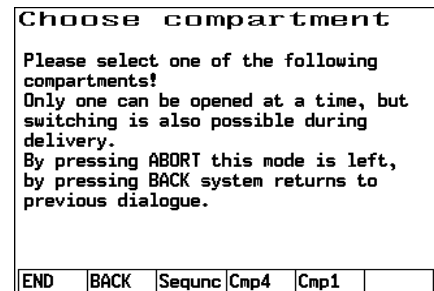 Choose compartment
Please select one of the following
compartments!
Only one can be opened at a time, but
switching is also possible during
delivery.
By pressing ABORT this mode is left,
by pressing BACK system returns to
previous dialogue.
END BACK Sequnc Cmp4 Cmp1